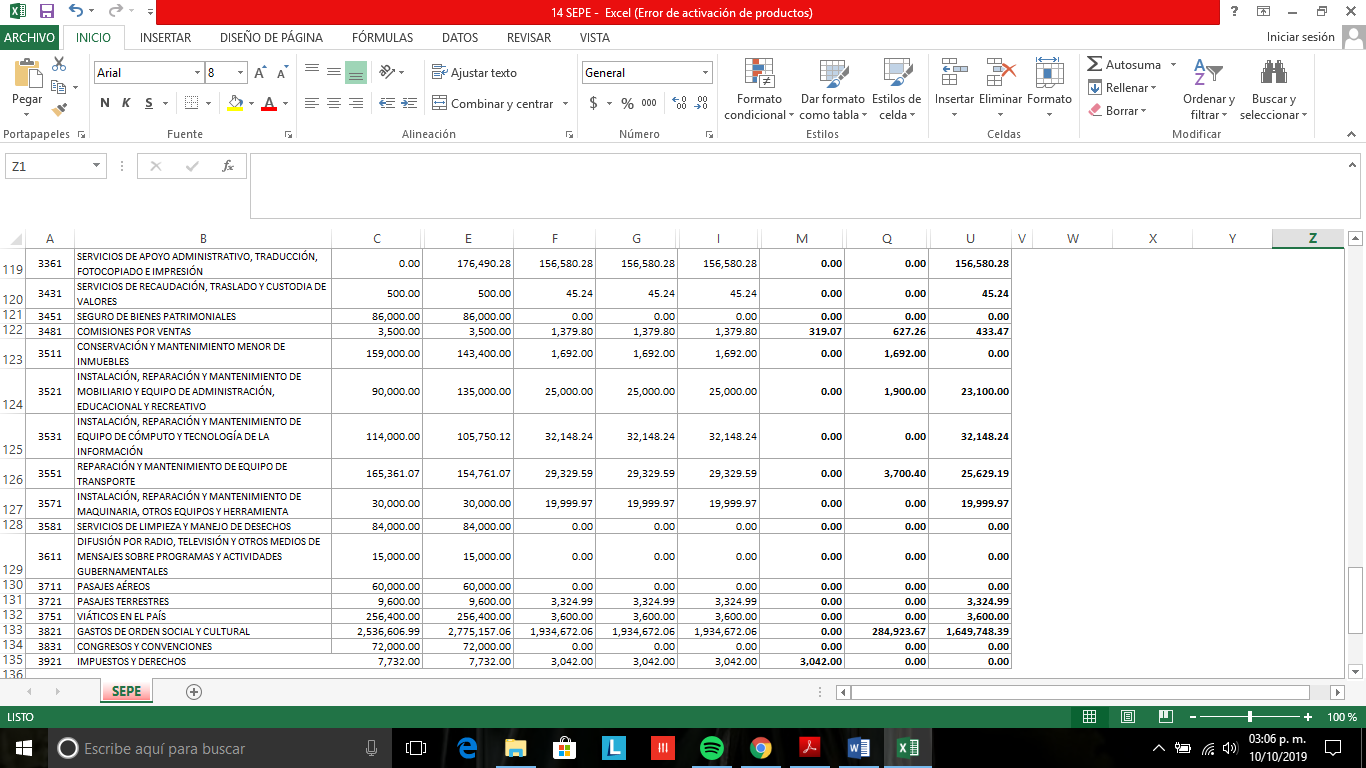 14 SEPE - Excel (Error de activación de productos)
?
ARCHIVO INICIO INSERTAR DISEÑO DE PÁGINA FÓRMULAS DATOS REVISAR VISTA Iniciar sesión
Pegar
Arial 8
N K S
Ajustar texto
Combinar y centrar
General
$ % 000
Formato condicional
Dar formato como tabla
Estilos de celda
Insertar Eliminar Formato
Autosuma
Rellenar
Borrar
Ordenar y filtrar
Buscar y seleccionar
Portapapeles Fuente Alineación Número Estilos Celdas Modificar
Z1 fx
A B C E F G I M Q U V W X Y Z
119 3361 SERVICIOS DE APOYO ADMINISTRATIVO, TRADUCCIÓN,
FOTOCOPIADO E IMPRESIÓN 0.00 176,490.28 156,580.28 156,580.28 156,580.28 0.00 0.00 156,580.28
120 3431 SERVICIOS DE RECAUDACIÓN, TRASLADO Y CUSTODIA DE
VALORES 500.00 500.00 45.24 45.24 45.24 0.00 0.00 45.24
121 3451 SEGURO DE BIENES PATRIMONIALES 86,000.00 86,000.00 0.00 0.00 0.00 0.00 0.00 0.00
122 3481 COMISIONES POR VENTAS 3,500.00 3,500.00 1,379.80 1,379.80 1,379.80 319.07 627.26 433.47
123 3511 CONSERVACIÓN Y MANTENIMIENTO MENOR DE
INMUEBLES 159,000.00 143,400.00 1,692.00 1,692.00 1,692.00 0.00 1,692.00 0.00
124 3521 INSTALACIÓN, REPARACIÓN Y MANTENIMIENTO DE
MOBILIARIO Y EQUIPO DE ADMINISTRACIÓN,
EDUCACIONAL Y RECREATIVO 90,000.00 135,000.00 25,000.00 25,000.00 25,000.00 0.00 1,900.00 23,100.00
125 3531 INSTALACIÓN, REPARACIÓN Y MANTENIMIENTO DE
EQUIPO DE CÓMPUTO Y TECNOLOGÍA DE LA
INFORMACIÓN 114,000.00 105,750.12 32,148.24 32,148.24 32,148.24 0.00 0.00 32,148.24
126 3551 REPARACIÓN Y MANTENIMIENTO DE EQUIPO DE
TRANSPORTE 165,361.07 154,761.07 29,329.59 29,329.59 29,329.59 0.00 3,700.40 25,629.19
127 3571 INSTALACIÓN, REPARACIÓN Y MANTENIMIENTO DE
MAQUINARIA, OTROS EQUIPOS Y HERRAMIENTA 30,000.00 30,000.00 19,999.97 19,999.97 19,999.97 0.00 0.00 19,999.97
128 3581 SERVICIOS DE LIMPIEZA Y MANEJO DE DESECHOS 84,000.00 84,000.00 0.00 0.00 0.00 0.00 0.00 0.00
129 3611 DIFUSIÓN POR RADIO, TELEVISIÓN Y OTROS MEDIOS DE
MENSAJES SOBRE PROGRAMAS Y ACTIVIDADES
GUBERNAMENTALES 15,000.00 15,000.00 0.00 0.00 0.00 0.00 0.00 0.00
130 3711 PASAJES AÉREOS 60,000.00 60,000.00 0.00 0.00 0.00 0.00 0.00 0.00
131 3721 PASAJES TERRESTRES 9,600.00 9,600.00 3,324.99 3,324.99 3,324.99 0.00 0.00 3,324.99
132 3751 VIÁTICOS EN EL PAÍS 256,400.00 256,400.00 3,600.00 3,600.00 3,600.00 0.00 0.00 3,600.00
133 3821 GASTOS DE ORDEN SOCIAL Y CULTURAL 2,536,606.99 2,775,157.06 1,934,672.06 1,934,672.06 1,934,672.06 0.00 284,923.67 1,649,748.39
134 3831 CONGRESOS Y CONVENCIONES 72,000.00 72,000.00 0.00 0.00 0.00 0.00 0.00 0.00
135 3921 IMPUESTOS Y DERECHOS 7,732.00 7,732.00 3,042.00 3,042.00 3,042.00 3,042.00 0.00 0.00
136
SEPE
LISTO 100 %
Escribe aquí para buscar
03:06 p. m.
10/10/2019